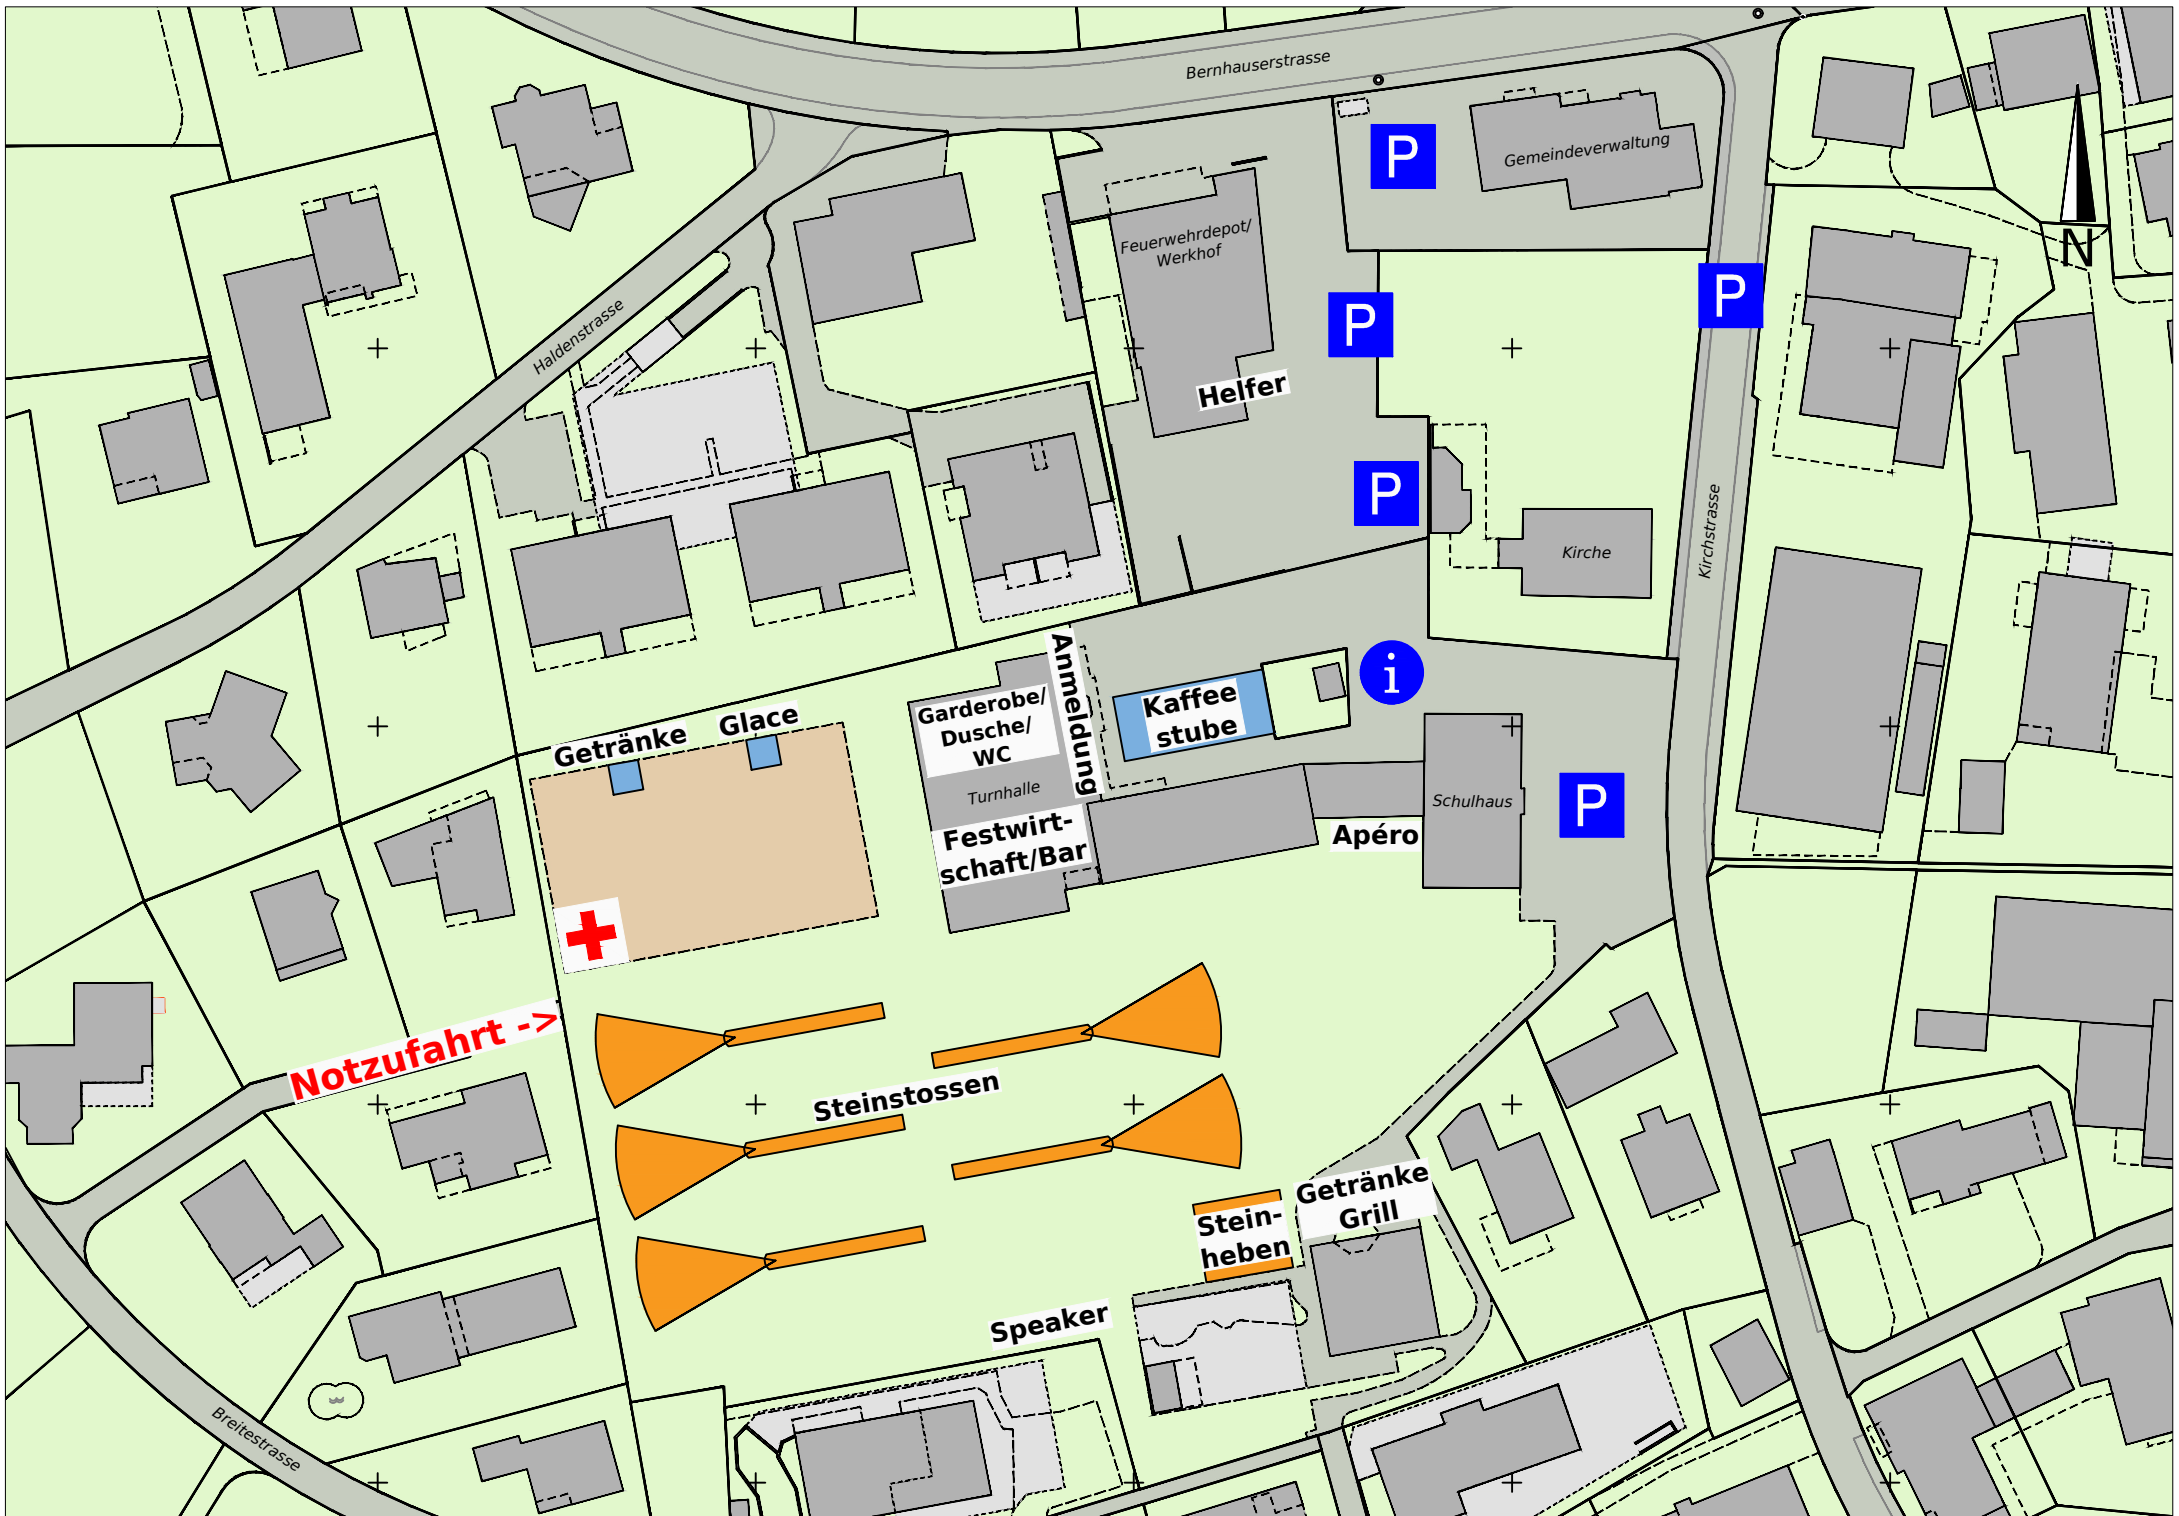 Bernhauserstrasse
P
Gemeindeverwaltung
Feuerwehrdepot/
Werkhof
N
P
P
Haldenstrasse
Helfer
P
Kirchstrasse
Kirche
Anmeldung
i
Garderobe/
Dusche/
WC
Kaffee
stube
Getränke
Glace
Turnhalle
Schulhaus
P
Festwirt-
schaft/Bar
Apéro
Notzufahrt ->
Steinstossen
Getränke
Grill
Stein-
heben
Speaker
Breitestrasse